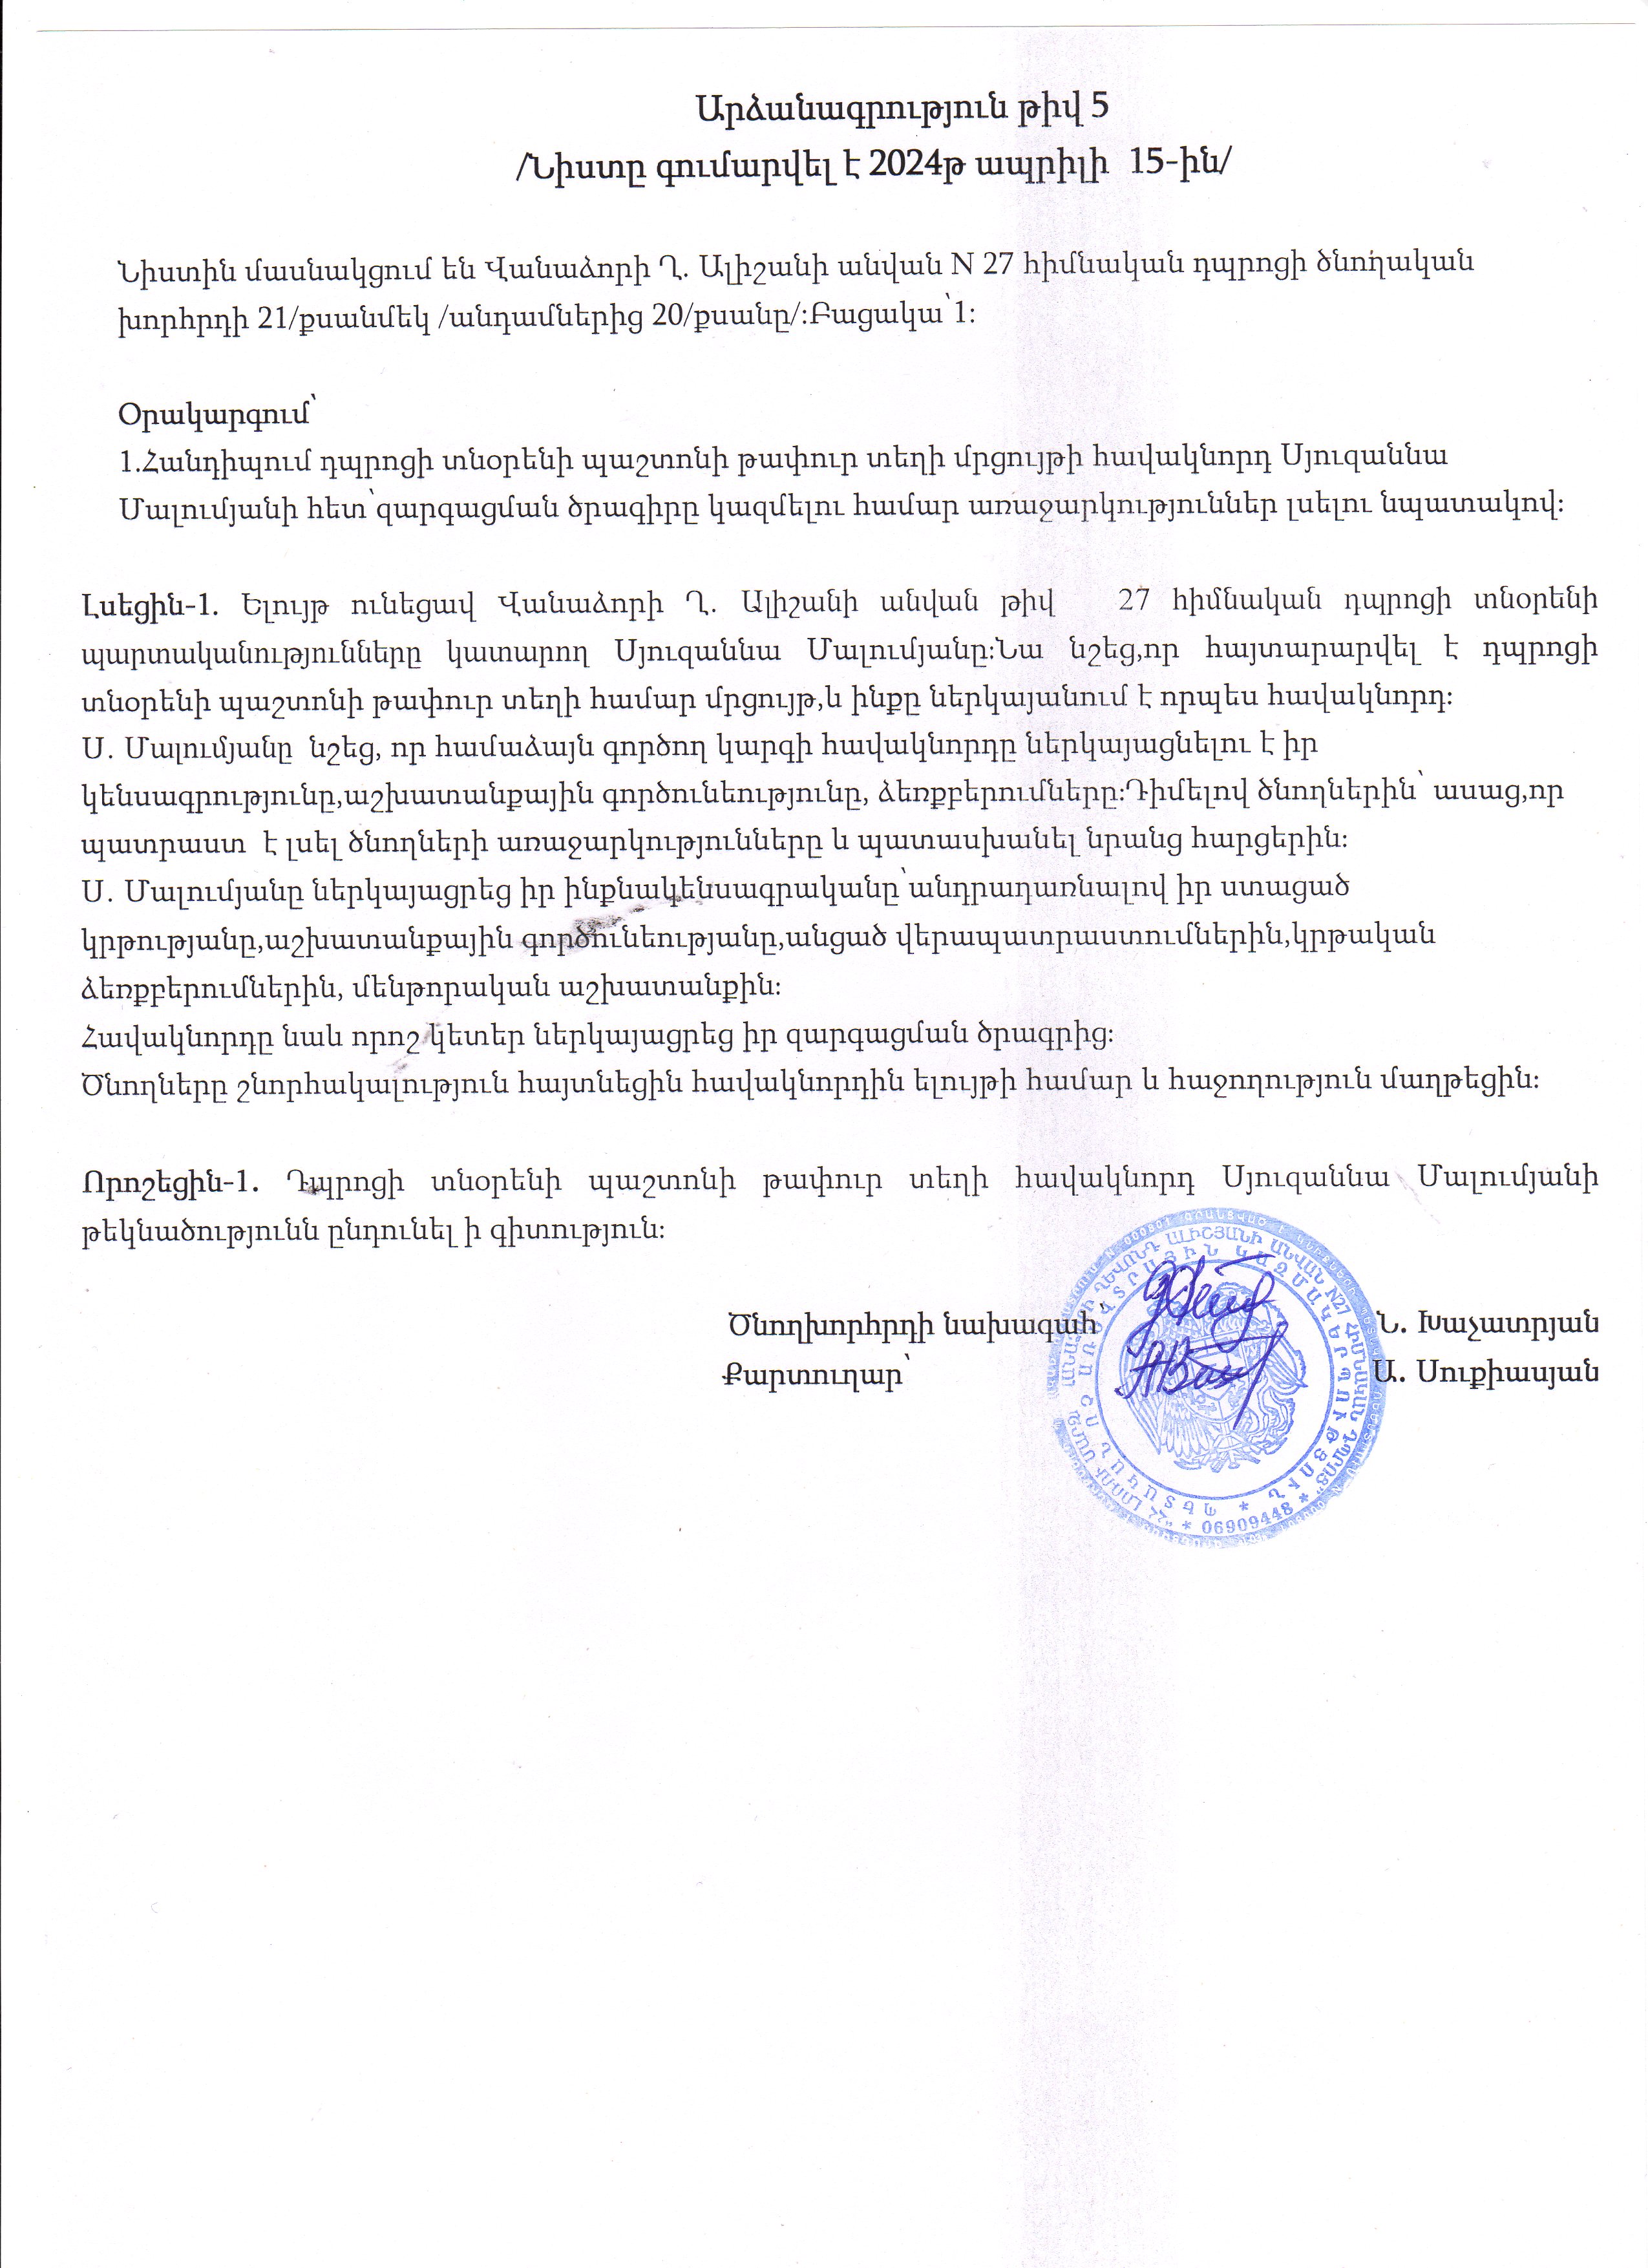 Արձանագրություն թիվ 5
/Նիստը գումարվել է 2024թ ապրիլի 15-ին/
Նիստին մասնակցում են Վանաձորի Ղ. Ալիշանի անվան N 27 հիմնական դպրոցի ծնողական
խորհրդի 21/քսանմեկ /անդամներից 20/քսանը/:Բացակա՝1:
Օրակարգում՝
1.Հանդիպում դպրոցի տնօրենի պաշտոնի թափուր տեղի մրցույթի հավակնորդ Սյուզաննա
Մալումյանի հետ՝զարգացման ծրագիրը կազմելու համար առաջարկություններ լսելու նպատակով:
Լսեցին-1. Ելույթ ունեցավ Վանաձորի Ղ. Ալիշանի անվան թիվ 27 հիմնական դպրոցի տնօրենի
պարտականությունները կատարող Սյուզաննա Մալումյանը:Նա նշեց,որ հայտարարվել է դպրոցի
տնօրենի պաշտոնի թափուր տեղի համար մրցույթ,և ինքը ներկայանում է որպես հավակնորդ:
Ս. Մալումյանը նշեց, որ համաձայն գործող կարգի հավակնորդը ներկայացնելու է իր
կենսագրությունը,աշխատանքային գործունեությունը, ձեռքբերումները:Դիմելով ծնողներին՝ ասաց,որ
պատրաստ է լսել ծնողների առաջարկությունները և պատասխանել նրանց հարցերին:
Ս. Մալումյանը ներկայացրեց իր ինքնակենսագրականը՝անդրադառնալով իր ստացած
կրթությանը,աշխատանքային գործունեությանը,անցած վերապատրաստումներին,կրթական
ձեռքբերումներին, մենթորական աշխատանքին:
Հավակնորդը նաև որոշ կետեր ներկայացրեց իր զարգացման ծրագրից:
Ծնողները շնորհակալություն հայտնեցին հավակնորդին ելույթի համար և հաջողություն մաղթեցին:
Որոշեցին-1. Դպրոցի տնօրենի պաշտոնի թափուր տեղի հավակնորդ Սյուզաննա Մալումյանի
թեկնածությունն ընդունել ի գիտություն:
Ծնողխորհրդի նախագահ՝ Ն. Խաչատրյան
Քարտուղար՝ Ա. Սուքիասյան
ՂԵՎՈՆԴ ԱԼԻՇԱՆԻ ԱՆՎԱՆ N27 ՀԻՄՆԱԿԱՆ ԴՊՐՈՑ
ՊԵՏԱԿԱՆ ՈՉ ԱՌԵՎՏՐԱՅԻՆ ԿԱԶՄԱԿԵՐՊՈՒԹՅՈՒՆ
06909448